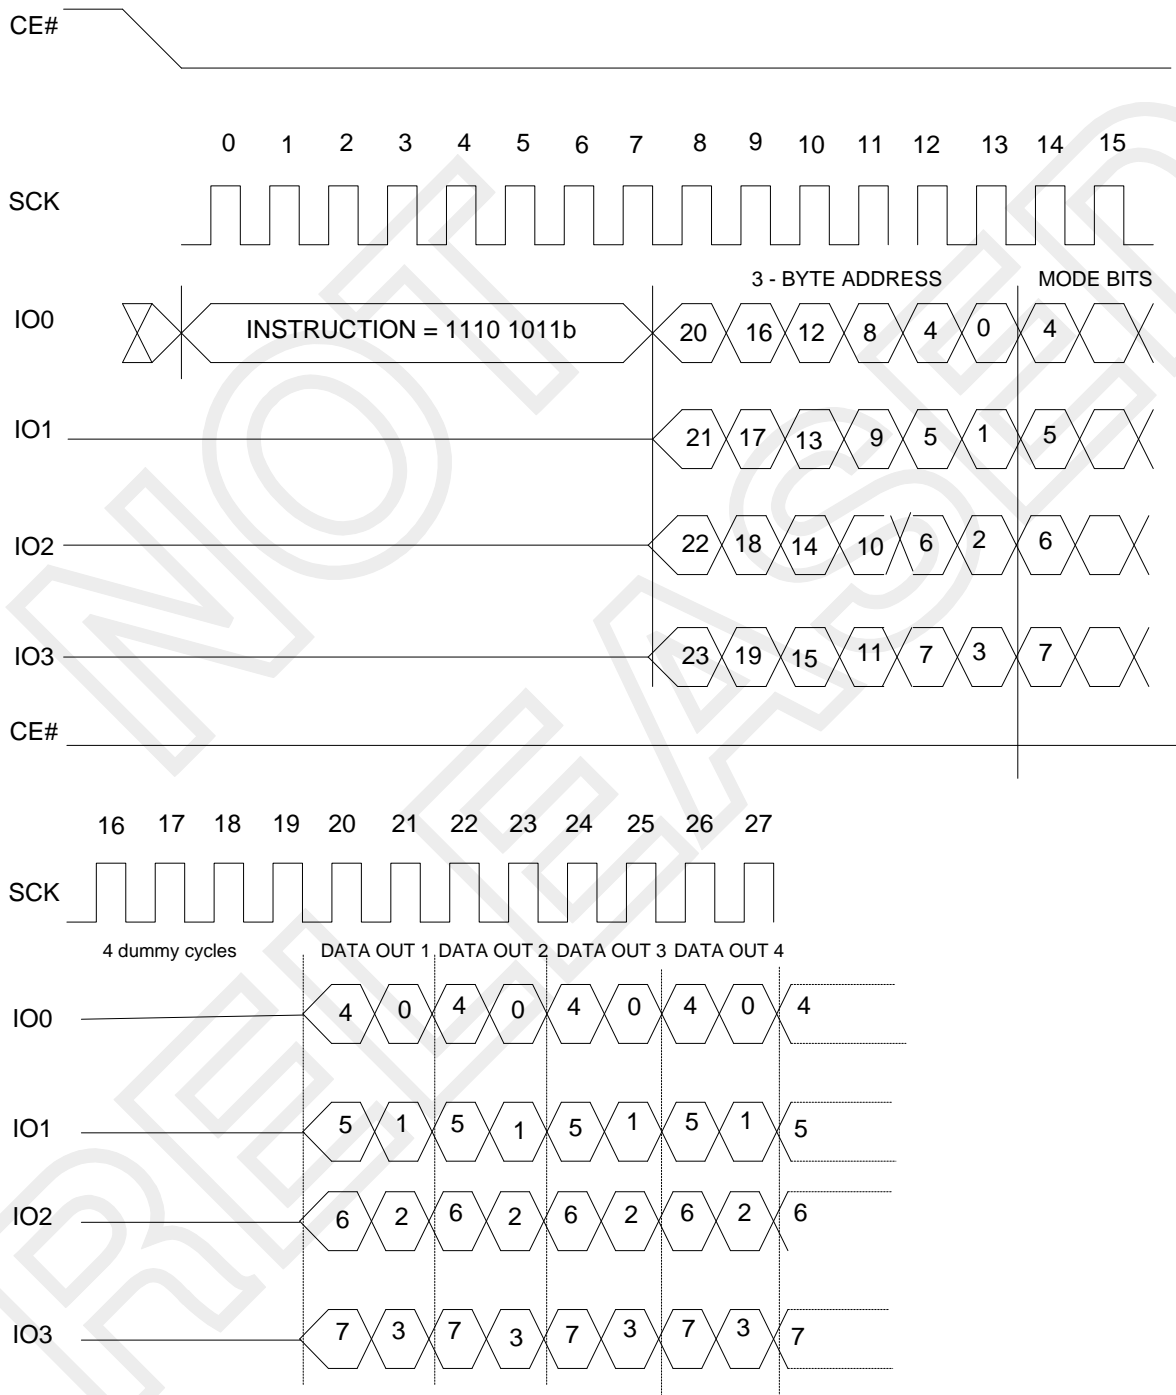 CE#
0 1 2 3 4 5 6 7 8 9 10 11 12 13 14 15
SCK
3 - BYTE ADDRESS MODE BITS
IO0 INSTRUCTION = 1110 1011b 20 16 12 8 4 0 4
IO1 21 17 13 9 5 1 5
IO2 22 18 14 10 6 2 6
IO3 23 19 15 11 7 3 7
CE#
16 17 18 19 20 21 22 23 24 25 26 27
SCK
4 dummy cycles DATA OUT 1 DATA OUT 2 DATA OUT 3 DATA OUT 4
IO0 4 0 4 0 4 0 4 0 4
IO1 5 1 5 1 5 1 5 1 5
IO2 6 2 6 2 6 2 6 2 6
IO3 7 3 7 3 7 3 7 3 7
NOT
RELEASED